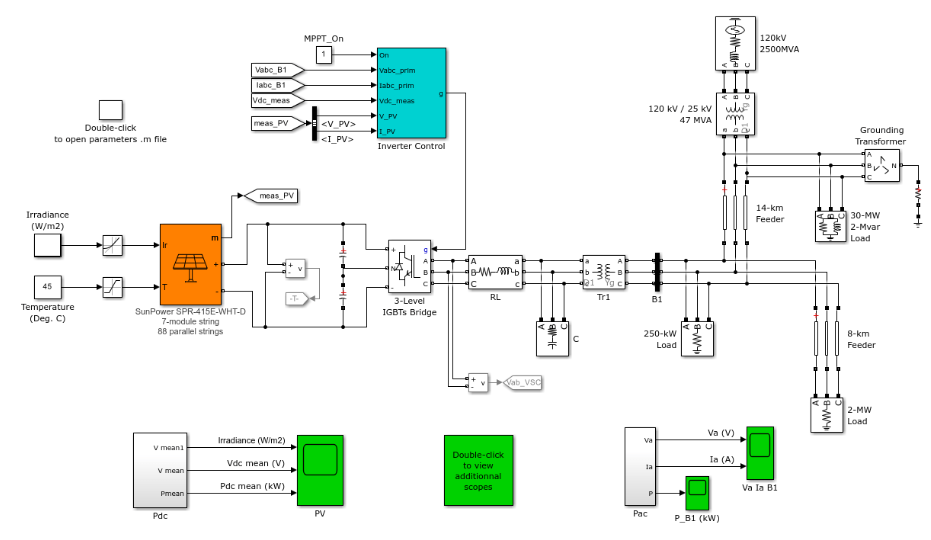 120kV
2500MVA
MPPT_On
1
On
Vabc_B1
Vabc_prim
Iabc_B1
Iabc_prim
Vdc_meas
Vdc_meas
meas_PV
<V_PV>
V_PV
<I_PV>
I_PV
g
Inverter Control
Double-click
to open parameters .m file
A B C
120 kV / 25 kV
47 MVA
a b c
Grounding
Transformer
A
B
C
N
14-km
Feeder
A B C
30-MW
2-Mvar
Load
meas_PV
Irradiance
(W/m2)
Ir
m
+
-
T
45
Temperature
(Deg. C)
SunPower SPR-415E-WHT-D
7-module string
88 parallel strings
+
-
v
-T-
+
N
-
g
A
B
C
3-Level
IGBTs Bridge
A
B
C
a
b
c
RL
a
b
c
A
B
C
Yg
Tr1
B1
A B C
C
A B C
250-kW
Load
8-km
Feeder
+
-
v
Vab_VSC
A B C
2-MW
Load
V mean1
V mean
Pmean
Pdc
Irradiance (W/m2)
Vdc mean (V)
Pdc mean (kW)
PV
Double-click
to view
additionnal
scopes
Va
Ia
P
Pac
Va (V)
Ia (A)
Va Ia B1
P_B1 (kW)